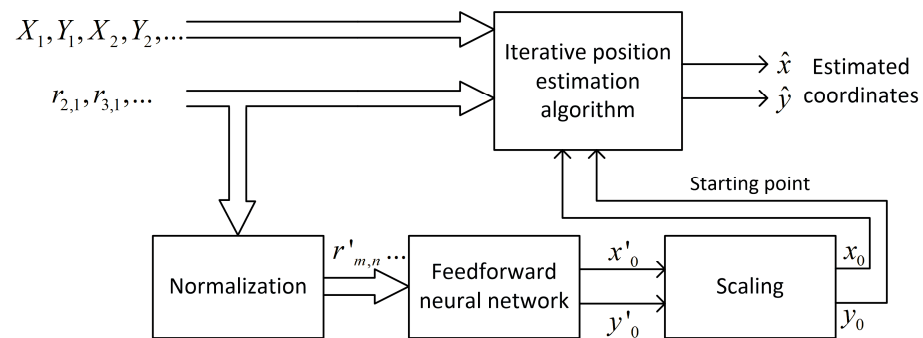 X₁,Y₁,X₂,Y₂,...
r₂,₁,r₃,₁,...
Iterative position
estimation
algorithm
x̂
ŷ
Estimated
coordinates
Starting point
Normalization
r'ₘ,ₙ...
Feedforward
neural network
x'₀
y'₀
Scaling
x₀
y₀